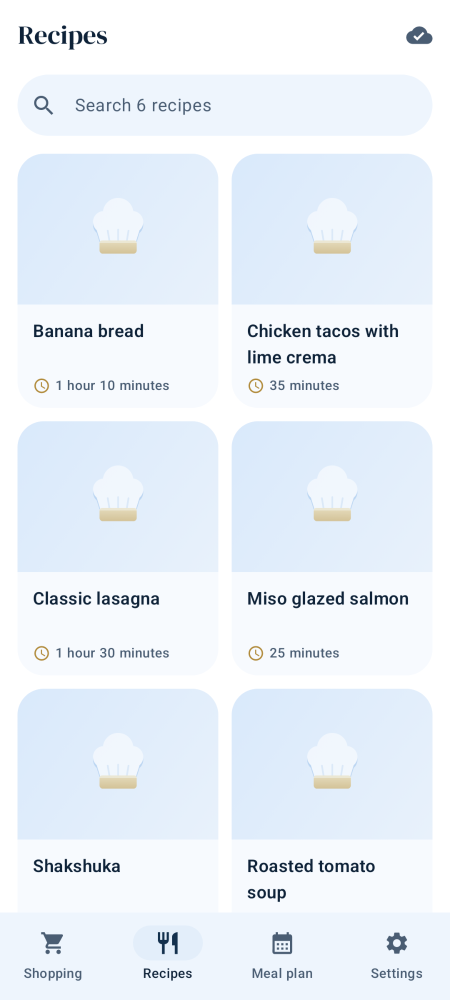 Recipes
Search 6 recipes
Banana bread
1 hour 10 minutes
Chicken tacos with
lime crema
35 minutes
Classic lasagna
1 hour 30 minutes
Miso glazed salmon
25 minutes
Shakshuka
Roasted tomato
soup
Shopping
Recipes
Meal plan
Settings